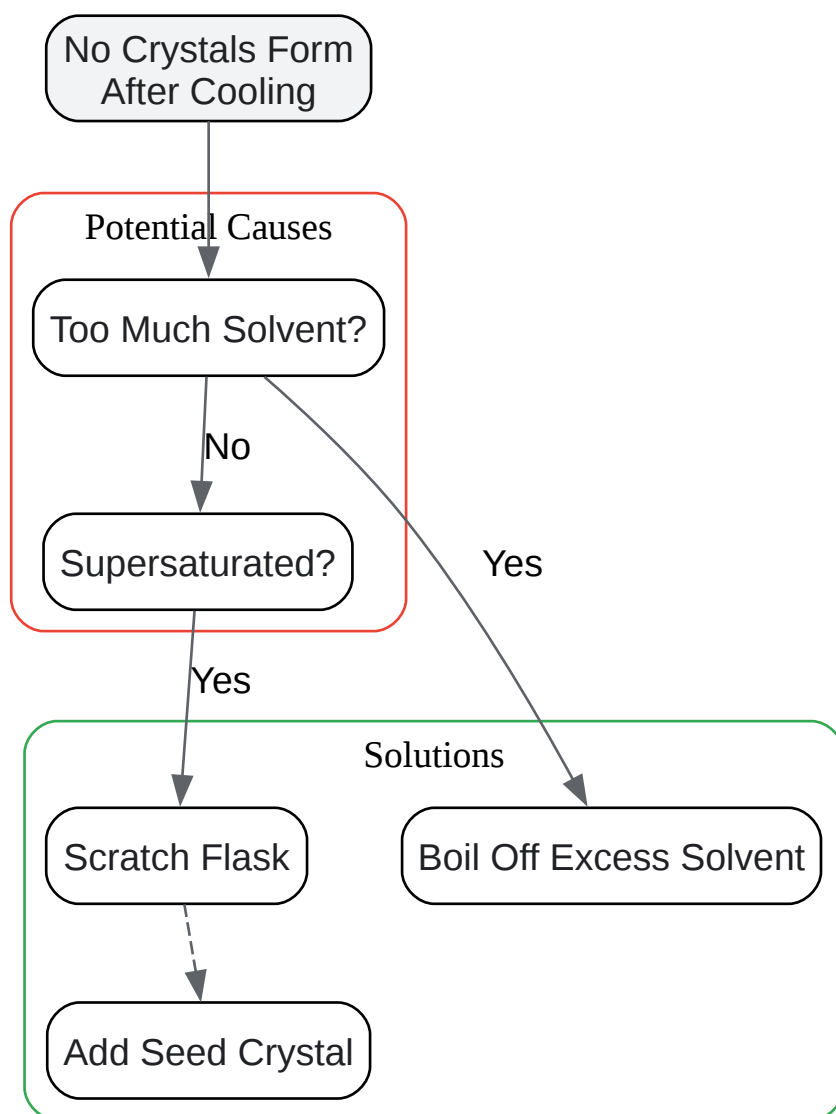 No Crystals Form
After Cooling
Potential Causes
Too Much Solvent?
No
Supersaturated?
Yes
Yes
Solutions
Scratch Flask
Boil Off Excess Solvent
Add Seed Crystal